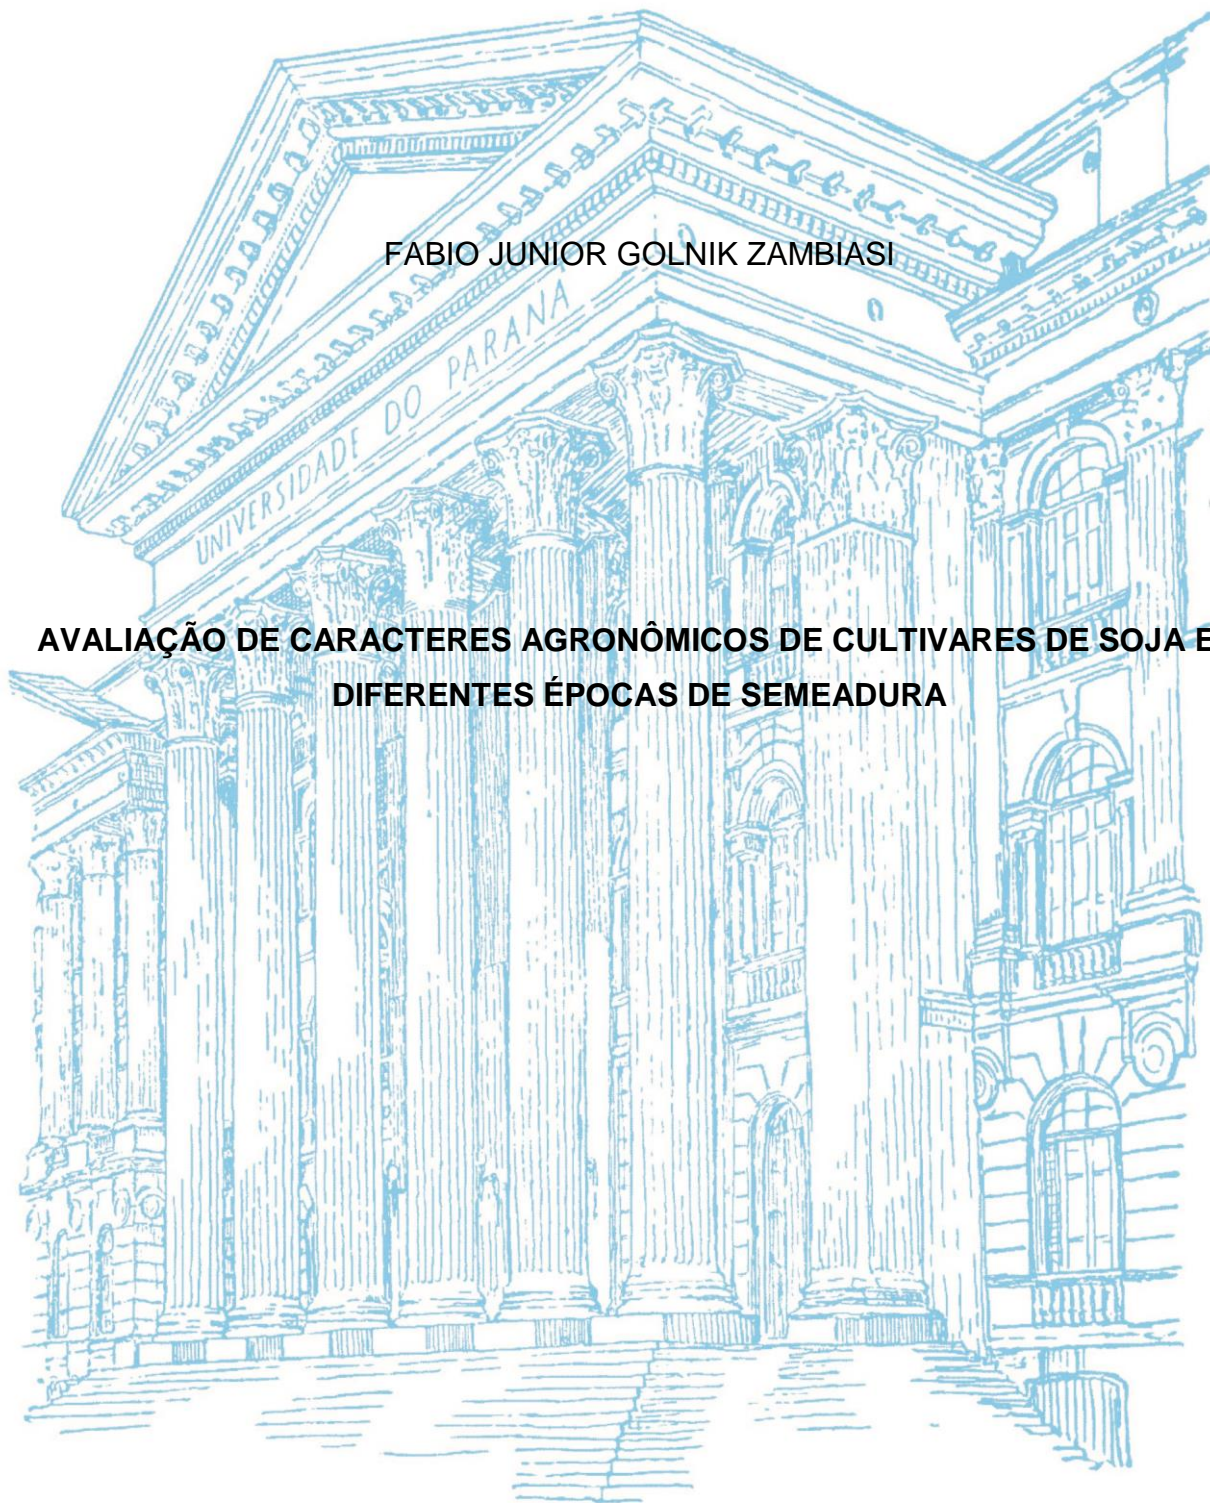 FABIO JUNIOR GOLNIK ZAMBIASI
UNIVERSIDADE DO PARANA
AVALIAÇÃO DE CARACTERES AGRONÔMICOS DE CULTIVARES DE SOJA E
DIFERENTES ÉPOCAS DE SEMEADURA